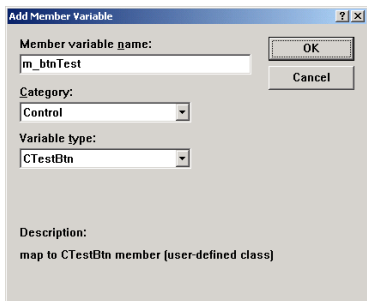 Add Member Variable
Member variable name:
OK
m_btnTest
Cancel
Category:
Control
Variable type:
CTestBtn
Description:
map to CTestBtn member (user-defined class)